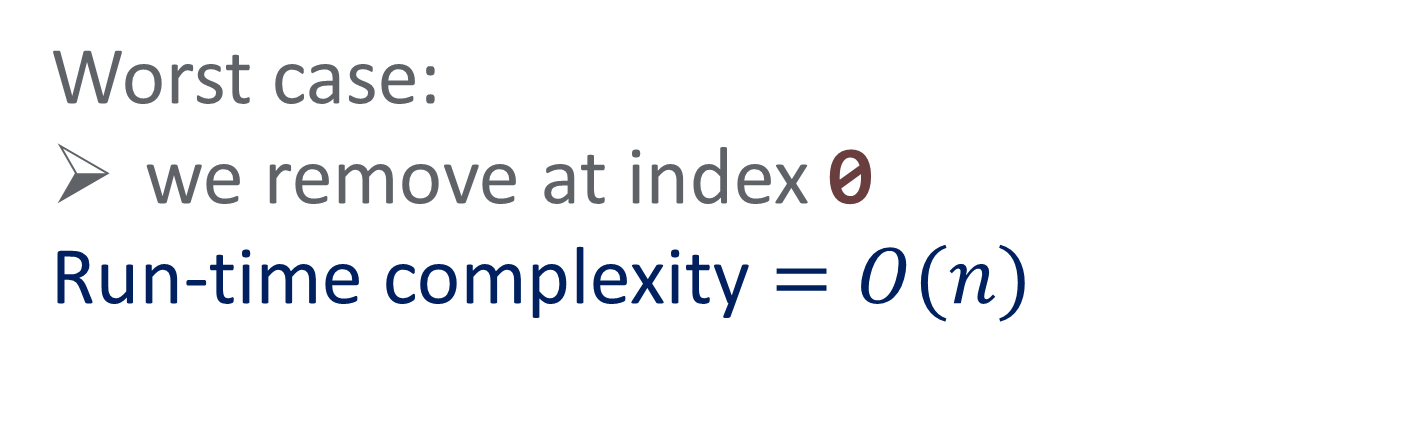 Worst case:
➢ we remove at index 0
Run-time complexity = O(n)